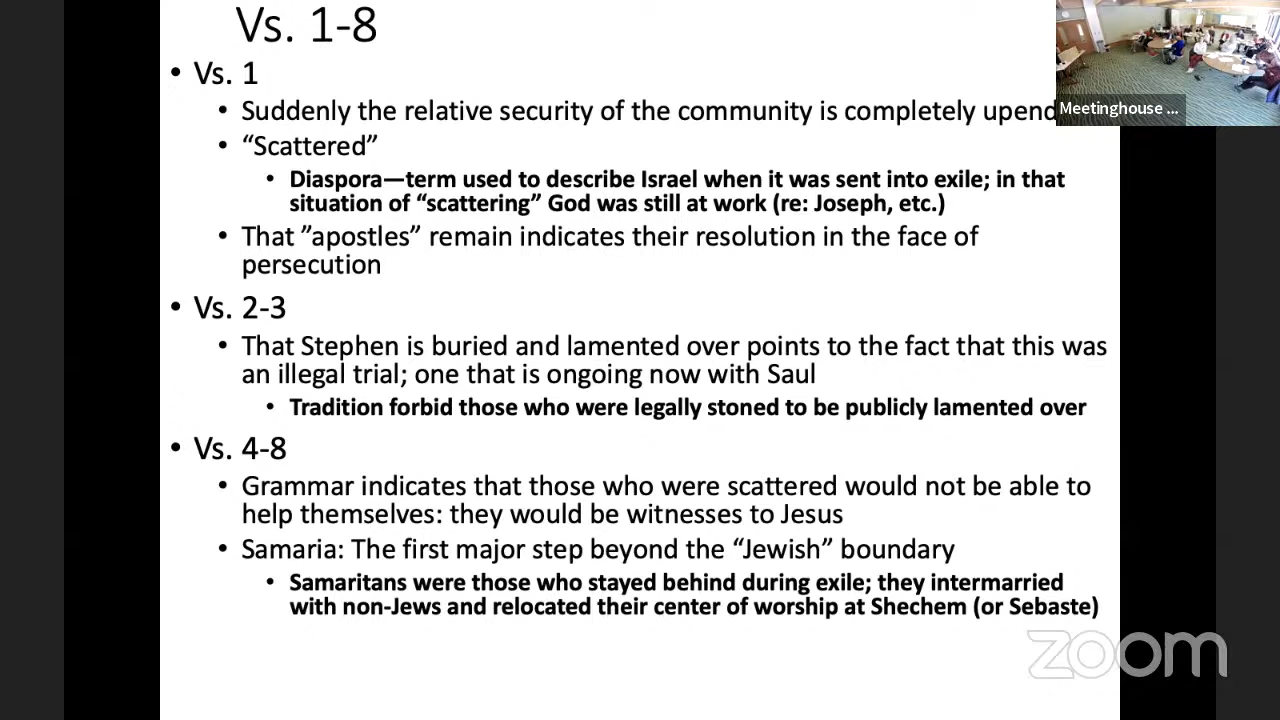 Vs. 1-8
• Vs. 1
• Suddenly the relative security of the community is completely upend
• “Scattered”
• Diaspora—term used to describe Israel when it was sent into exile; in that
situation of “scattering” God was still at work (re: Joseph, etc.)
• That ”apostles” remain indicates their resolution in the face of
persecution
• Vs. 2-3
• That Stephen is buried and lamented over points to the fact that this was
an illegal trial; one that is ongoing now with Saul
• Tradition forbid those who were legally stoned to be publicly lamented over
• Vs. 4-8
• Grammar indicates that those who were scattered would not be able to
help themselves: they would be witnesses to Jesus
• Samaria: The first major step beyond the “Jewish” boundary
• Samaritans were those who stayed behind during exile; they intermarried
with non-Jews and relocated their center of worship at Shechem (or Sebaste)
Meetinghouse ...
zoom